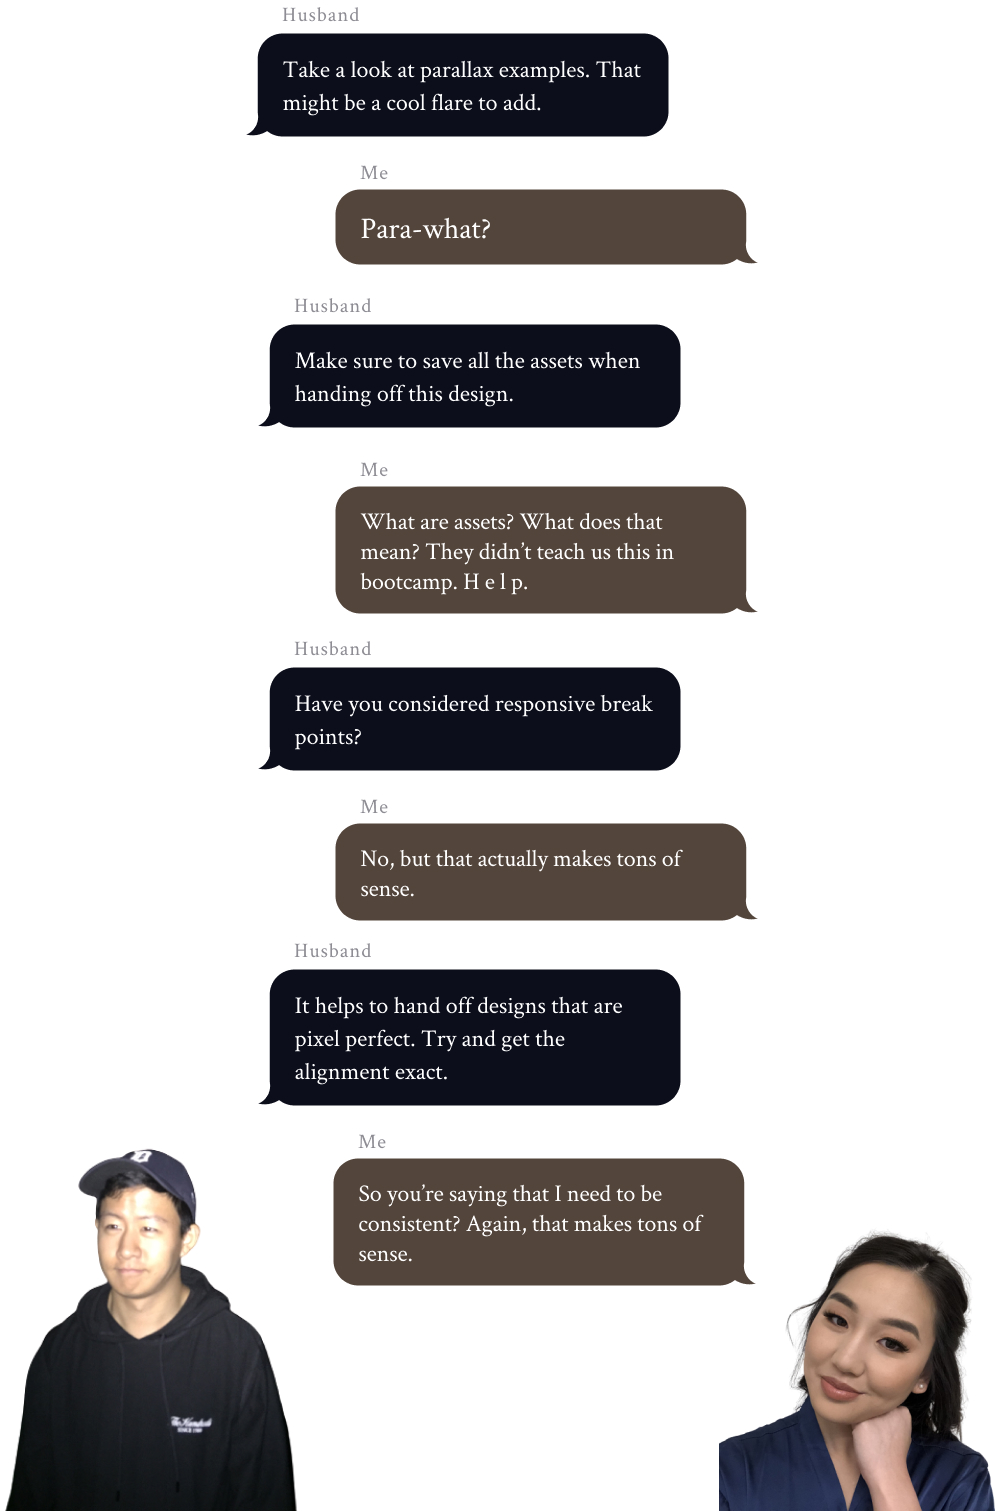 Husband
Take a look at parallax examples. That
might be a cool flare to add.
Me
Para-what?
Husband
Make sure to save all the assets when
handing off this design.
Me
What are assets? What does that
mean? They didn’t teach us this in
bootcamp. H e l p.
Husband
Have you considered responsive break
points?
Me
No, but that actually makes tons of
sense.
Husband
It helps to hand off designs that are
pixel perfect. Try and get the
alignment exact.
Me
So you’re saying that I need to be
consistent? Again, that makes tons of
sense.
D
The Hundreds